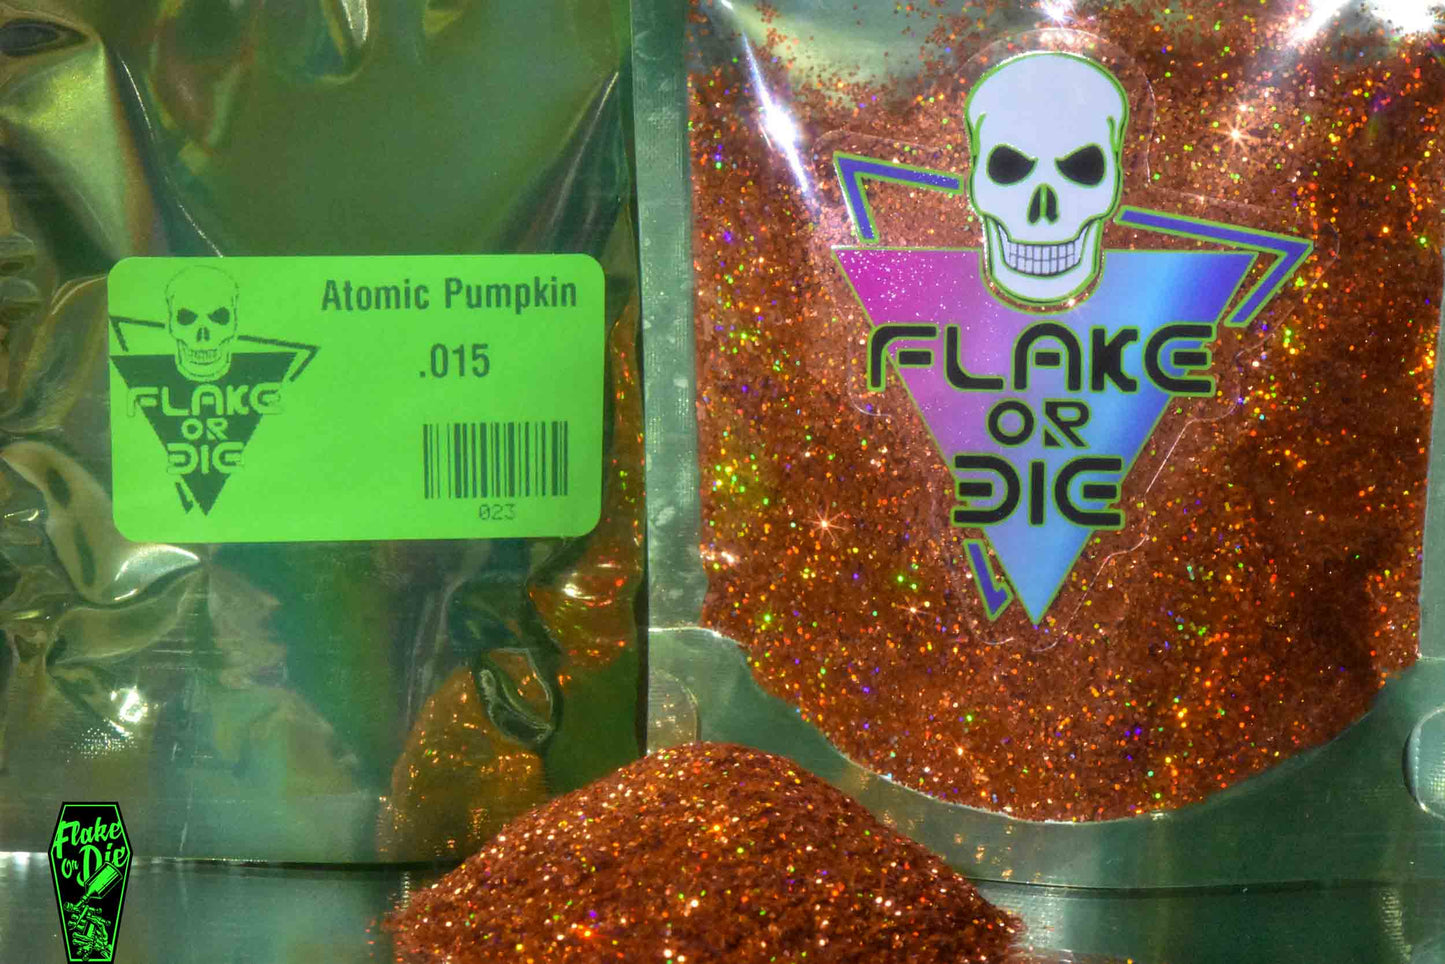 Atomic Pumpkin
.015
FLAKE
OR
DIE
023
FLAKE
OR
DIE
Flake
Or Die